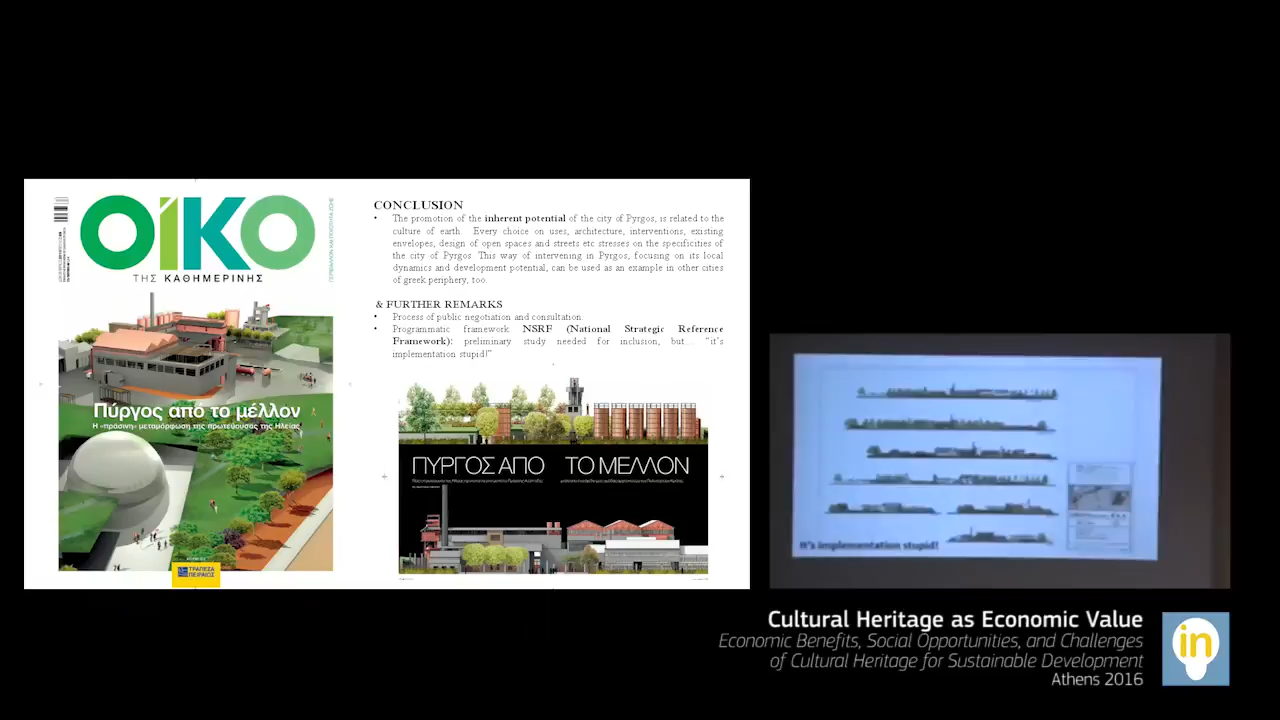 ΟίΚΟ
ΤΗΣ ΚΑΘΗΜΕΡΙΝΗΣ
Πύργος από το μέλλον
Η «πράσινη» μεταμόρφωση της πρωτεύουσας της Ηλείας
ΤΡΑΠΕΖΑ
ΠΕΙΡΑΙΩΣ
CONCLUSION
• The promotion of the inherent potential of the city of Pyrgos, is related to the
culture of earth. Every choice on uses, architecture, interventions, existing
envelopes, design of open spaces and streets etc stresses on the specificities of
the city of Pyrgos. This way of intervening in Pyrgos, focusing on its local
dynamics and development potential, can be used as an example in other cities
of greek periphery, too.
& FURTHER REMARKS
• Process of public negotiation and consultation.
• Programmatic framework NSRF (National Strategic Reference
Framework): preliminary study needed for inclusion, but... "it's
implementation stupid!"
ΠΥΡΓΟΣ ΑΠΟ ΤΟ ΜΕΛΛΟΝ
It's implementation stupid!
Cultural Heritage as Economic Value
Economic Benefits, Social Opportunities, and Challenges
of Cultural Heritage for Sustainable Development
Athens 2016
in